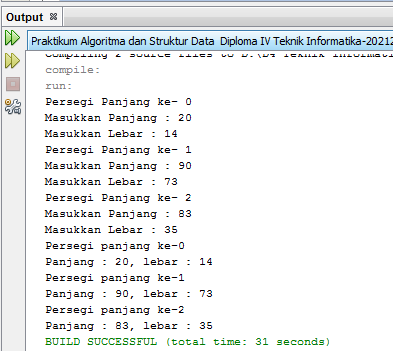 Output
Praktikum Algoritma dan Struktur Data Diploma IV Teknik Informatika-20212
Compiling 2 source files to D:\D4 Teknik Informati
compile:
run:
Persegi Panjang ke- 0
Masukkan Panjang : 20
Masukkan Lebar : 14
Persegi Panjang ke- 1
Masukkan Panjang : 90
Masukkan Lebar : 73
Persegi Panjang ke- 2
Masukkan Panjang : 83
Masukkan Lebar : 35
Persegi panjang ke-0
Panjang : 20, lebar : 14
Persegi panjang ke-1
Panjang : 90, lebar : 73
Persegi panjang ke-2
Panjang : 83, lebar : 35
BUILD SUCCESSFUL (total time: 31 seconds)